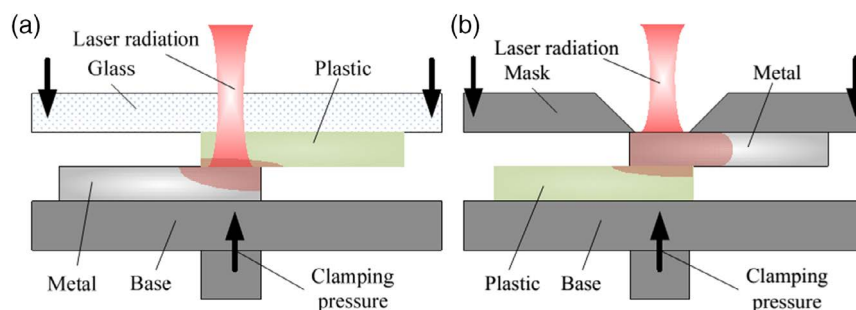 (a)
Laser radiation
Glass
Plastic
Metal
Base
Clamping
pressure
(b)
Laser radiation
Mask
Metal
Plastic
Base
Clamping
pressure